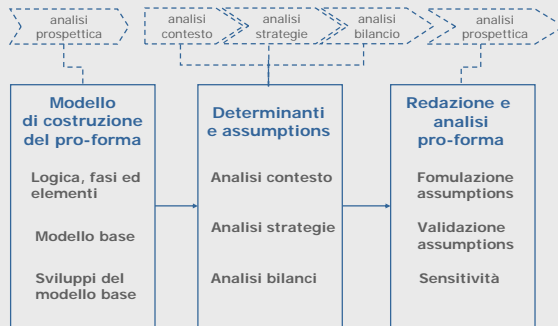 analisi
prospettica
analisi
contesto
analisi
strategie
analisi
bilancio
analisi
prospettica
Modello
di costruzione
del pro-forma
Logica, fasi ed
elementi
Modello base
Sviluppi del
modello base
Determinanti
e assumptions
Analisi contesto
Analisi strategie
Analisi bilanci
Redazione e
analisi
pro-forma
Fomulazione
assumptions
Validazione
assumptions
Sensitività